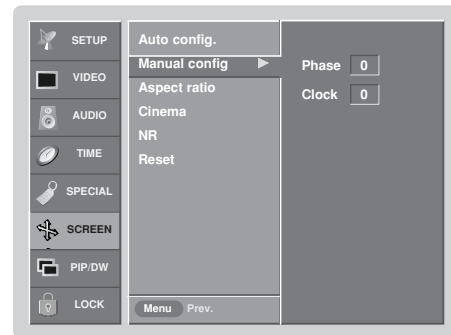 SETUP
VIDEO
AUDIO
TIME
SPECIAL
SCREEN
PIP/DW
LOCK
Auto config.
Manual config
Aspect ratio
Cinema
NR
Reset
Menu Prev.
Phase 0
Clock 0